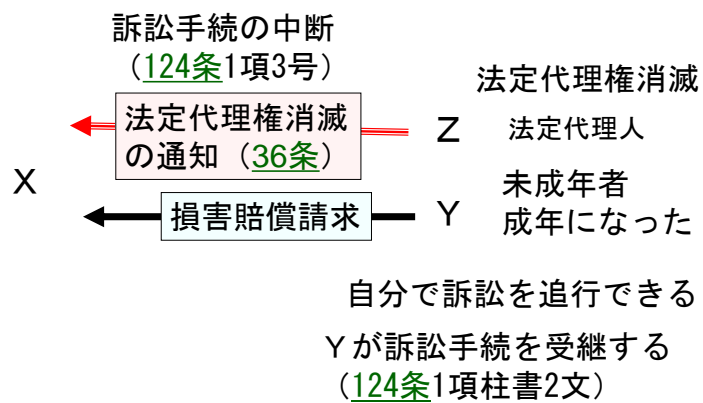 訴訟手続の中断
（124条1項3号）
法定代理権消滅
法定代理権消滅
の通知（36条）
Z
法定代理人
X
未成年者
損害賠償請求
Y
成年になった
自分で訴訟を追行できる
Ｙが訴訟手続を受継する
（124条1項柱書2文）